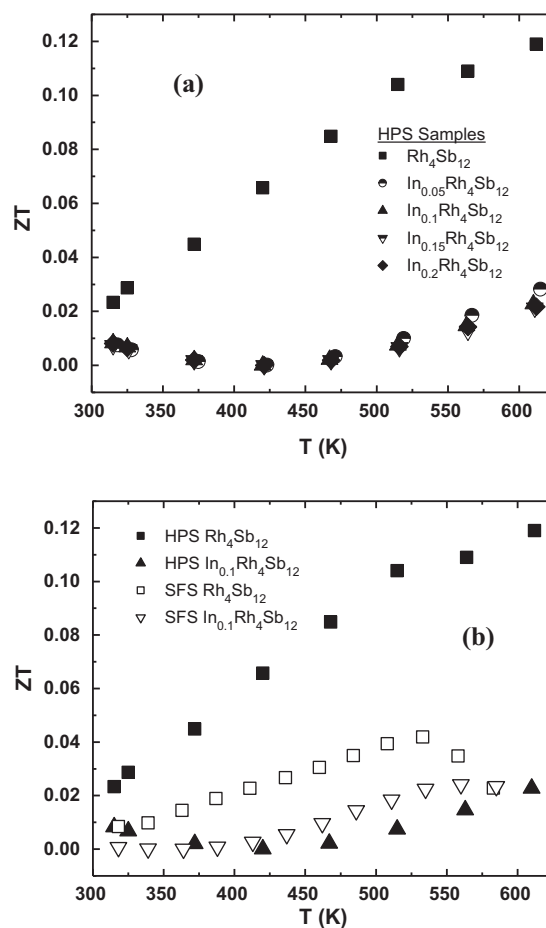 0.12
0.10
0.08
0.06
0.04
0.02
0.00
ZT
(a)
HPS Samples
Rh₄Sb₁₂
In₀.₀₅Rh₄Sb₁₂
In₀.₁Rh₄Sb₁₂
In₀.₁₅Rh₄Sb₁₂
In₀.₂Rh₄Sb₁₂
300 350 400 450 500 550 600
T (K)
0.12
0.10
0.08
0.06
0.04
0.02
0.00
ZT
HPS Rh₄Sb₁₂
HPS In₀.₁Rh₄Sb₁₂
SFS Rh₄Sb₁₂
SFS In₀.₁Rh₄Sb₁₂
(b)
300 350 400 450 500 550 600
T (K)